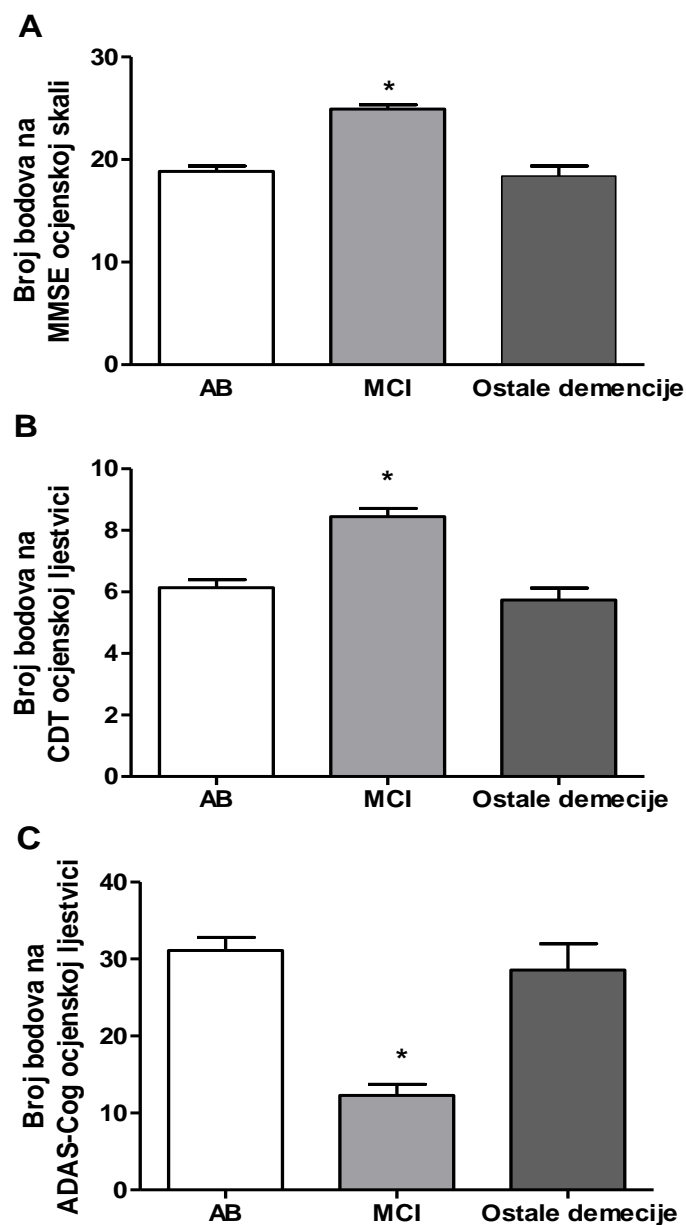 A
Broj bodova na
MMSE ocjenskoj skali
30
20
10
0
*
AB
MCI
Ostale demencije
B
Broj bodova na
CDT ocjenskoj ljestvici
10
8
6
4
2
0
*
AB
MCI
Ostale demecije
C
Broj bodova na
ADAS-Cog ocjenskoj ljestvici
40
30
20
10
0
*
AB
MCI
Ostale demecije